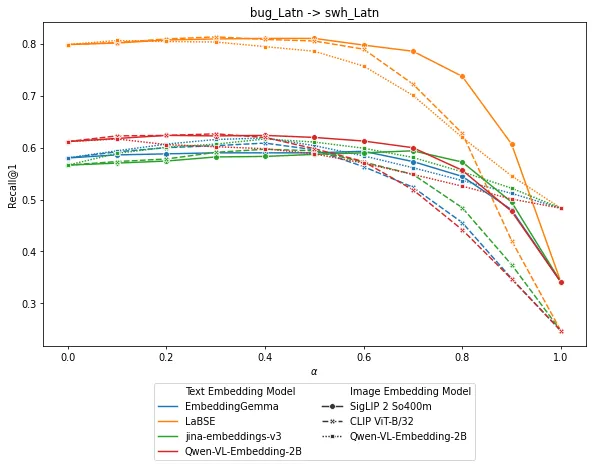 bug_Latn -> swh_Latn
Recall@1
0.8
0.7
0.6
0.5
0.4
0.3
0.0 0.2 0.4 0.6 0.8 1.0
α
Text Embedding Model
EmbeddingGemma
LaBSE
jina-embeddings-v3
Qwen-VL-Embedding-2B
Image Embedding Model
SigLIP 2 So400m
CLIP ViT-B/32
Qwen-VL-Embedding-2B